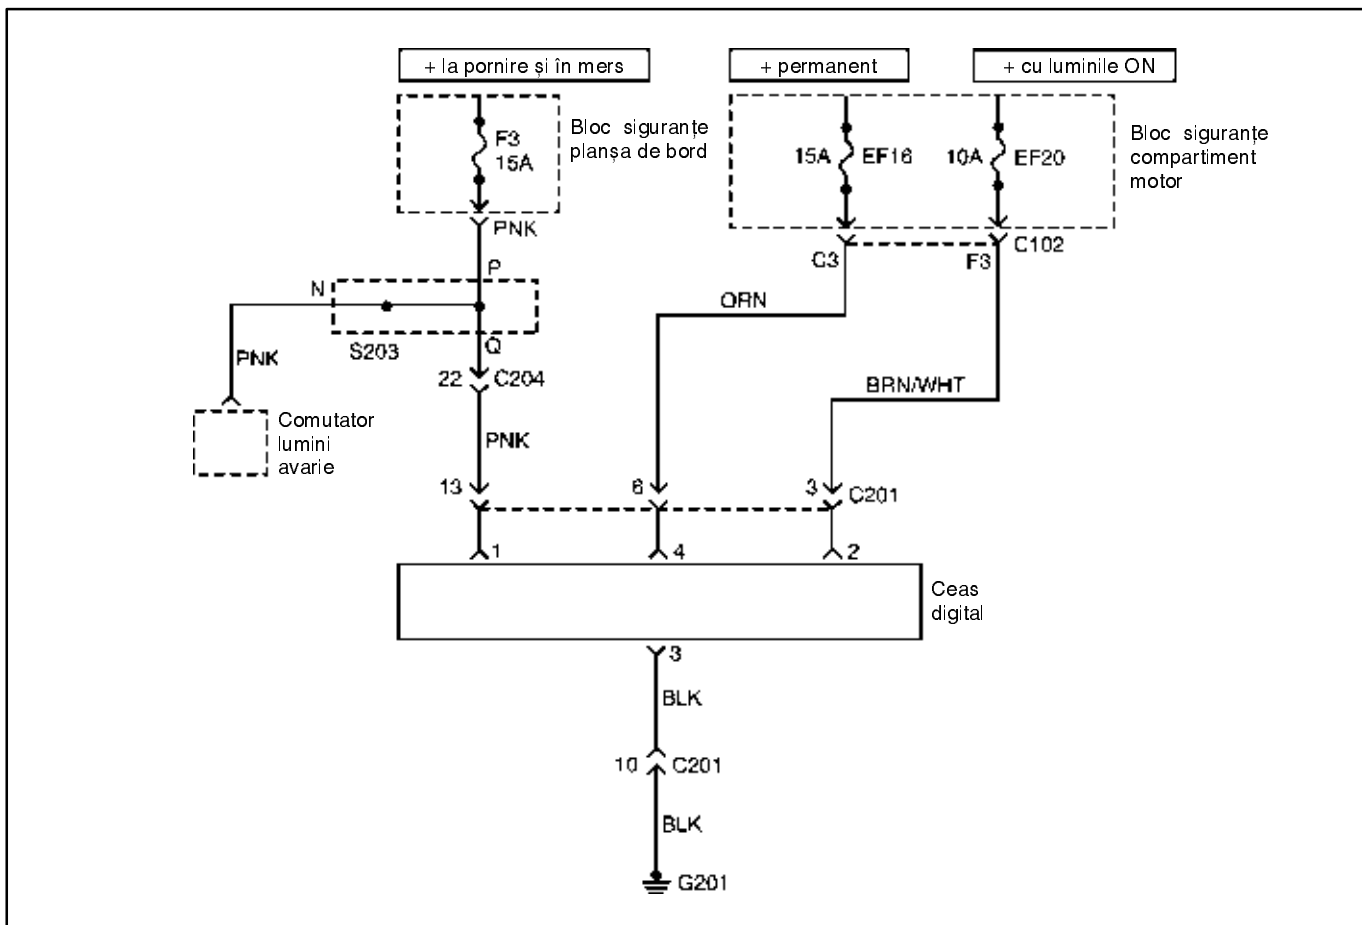 + la pornire și în mers
+ permanent
+ cu luminile ON
F3
15A
Bloc siguranțe
planșa de bord
15A
EF16
10A
EF20
Bloc siguranțe
compartiment
motor
PNK
C3
F3
C102
P
N
S203
Q
ORN
PNK
22
C204
BRN/WHT
Comutator
lumini
avarie
PNK
13
6
3
C201
1
4
2
Ceas
digital
3
BLK
10
C201
BLK
G201